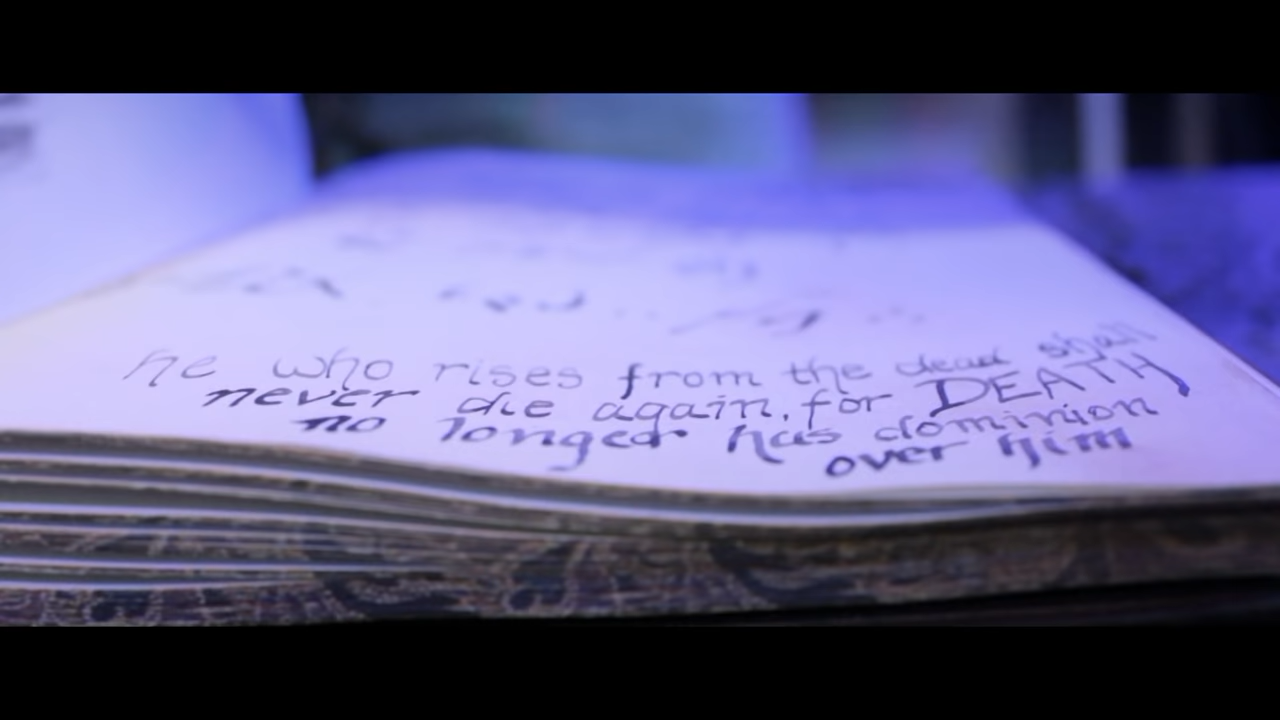 he who rises from the dead shall
never die again, for DEATH
no longer has dominion
over him